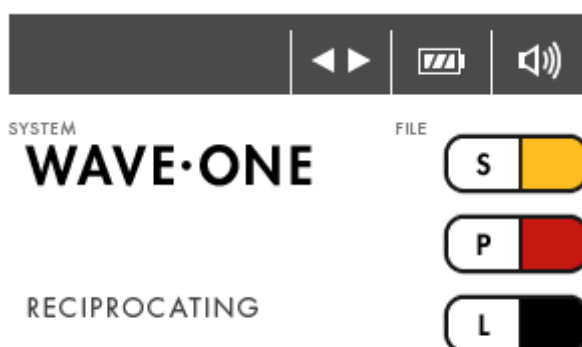 SYSTEM
FILE
WAVE·ONE
S
P
RECIPROCATING
L